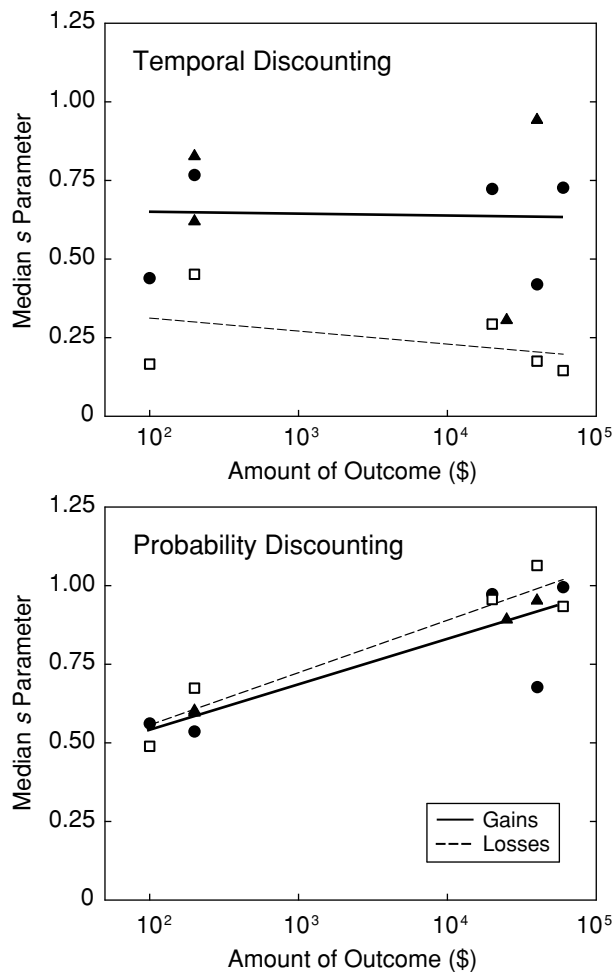 1.25
Temporal Discounting
1.00
0.75
0.50
0.25
0
Median s Parameter
10² 10³ 10⁴ 10⁵
Amount of Outcome ($)
1.25
Probability Discounting
1.00
0.75
0.50
0.25
0
Median s Parameter
Gains
Losses
10² 10³ 10⁴ 10⁵
Amount of Outcome ($)